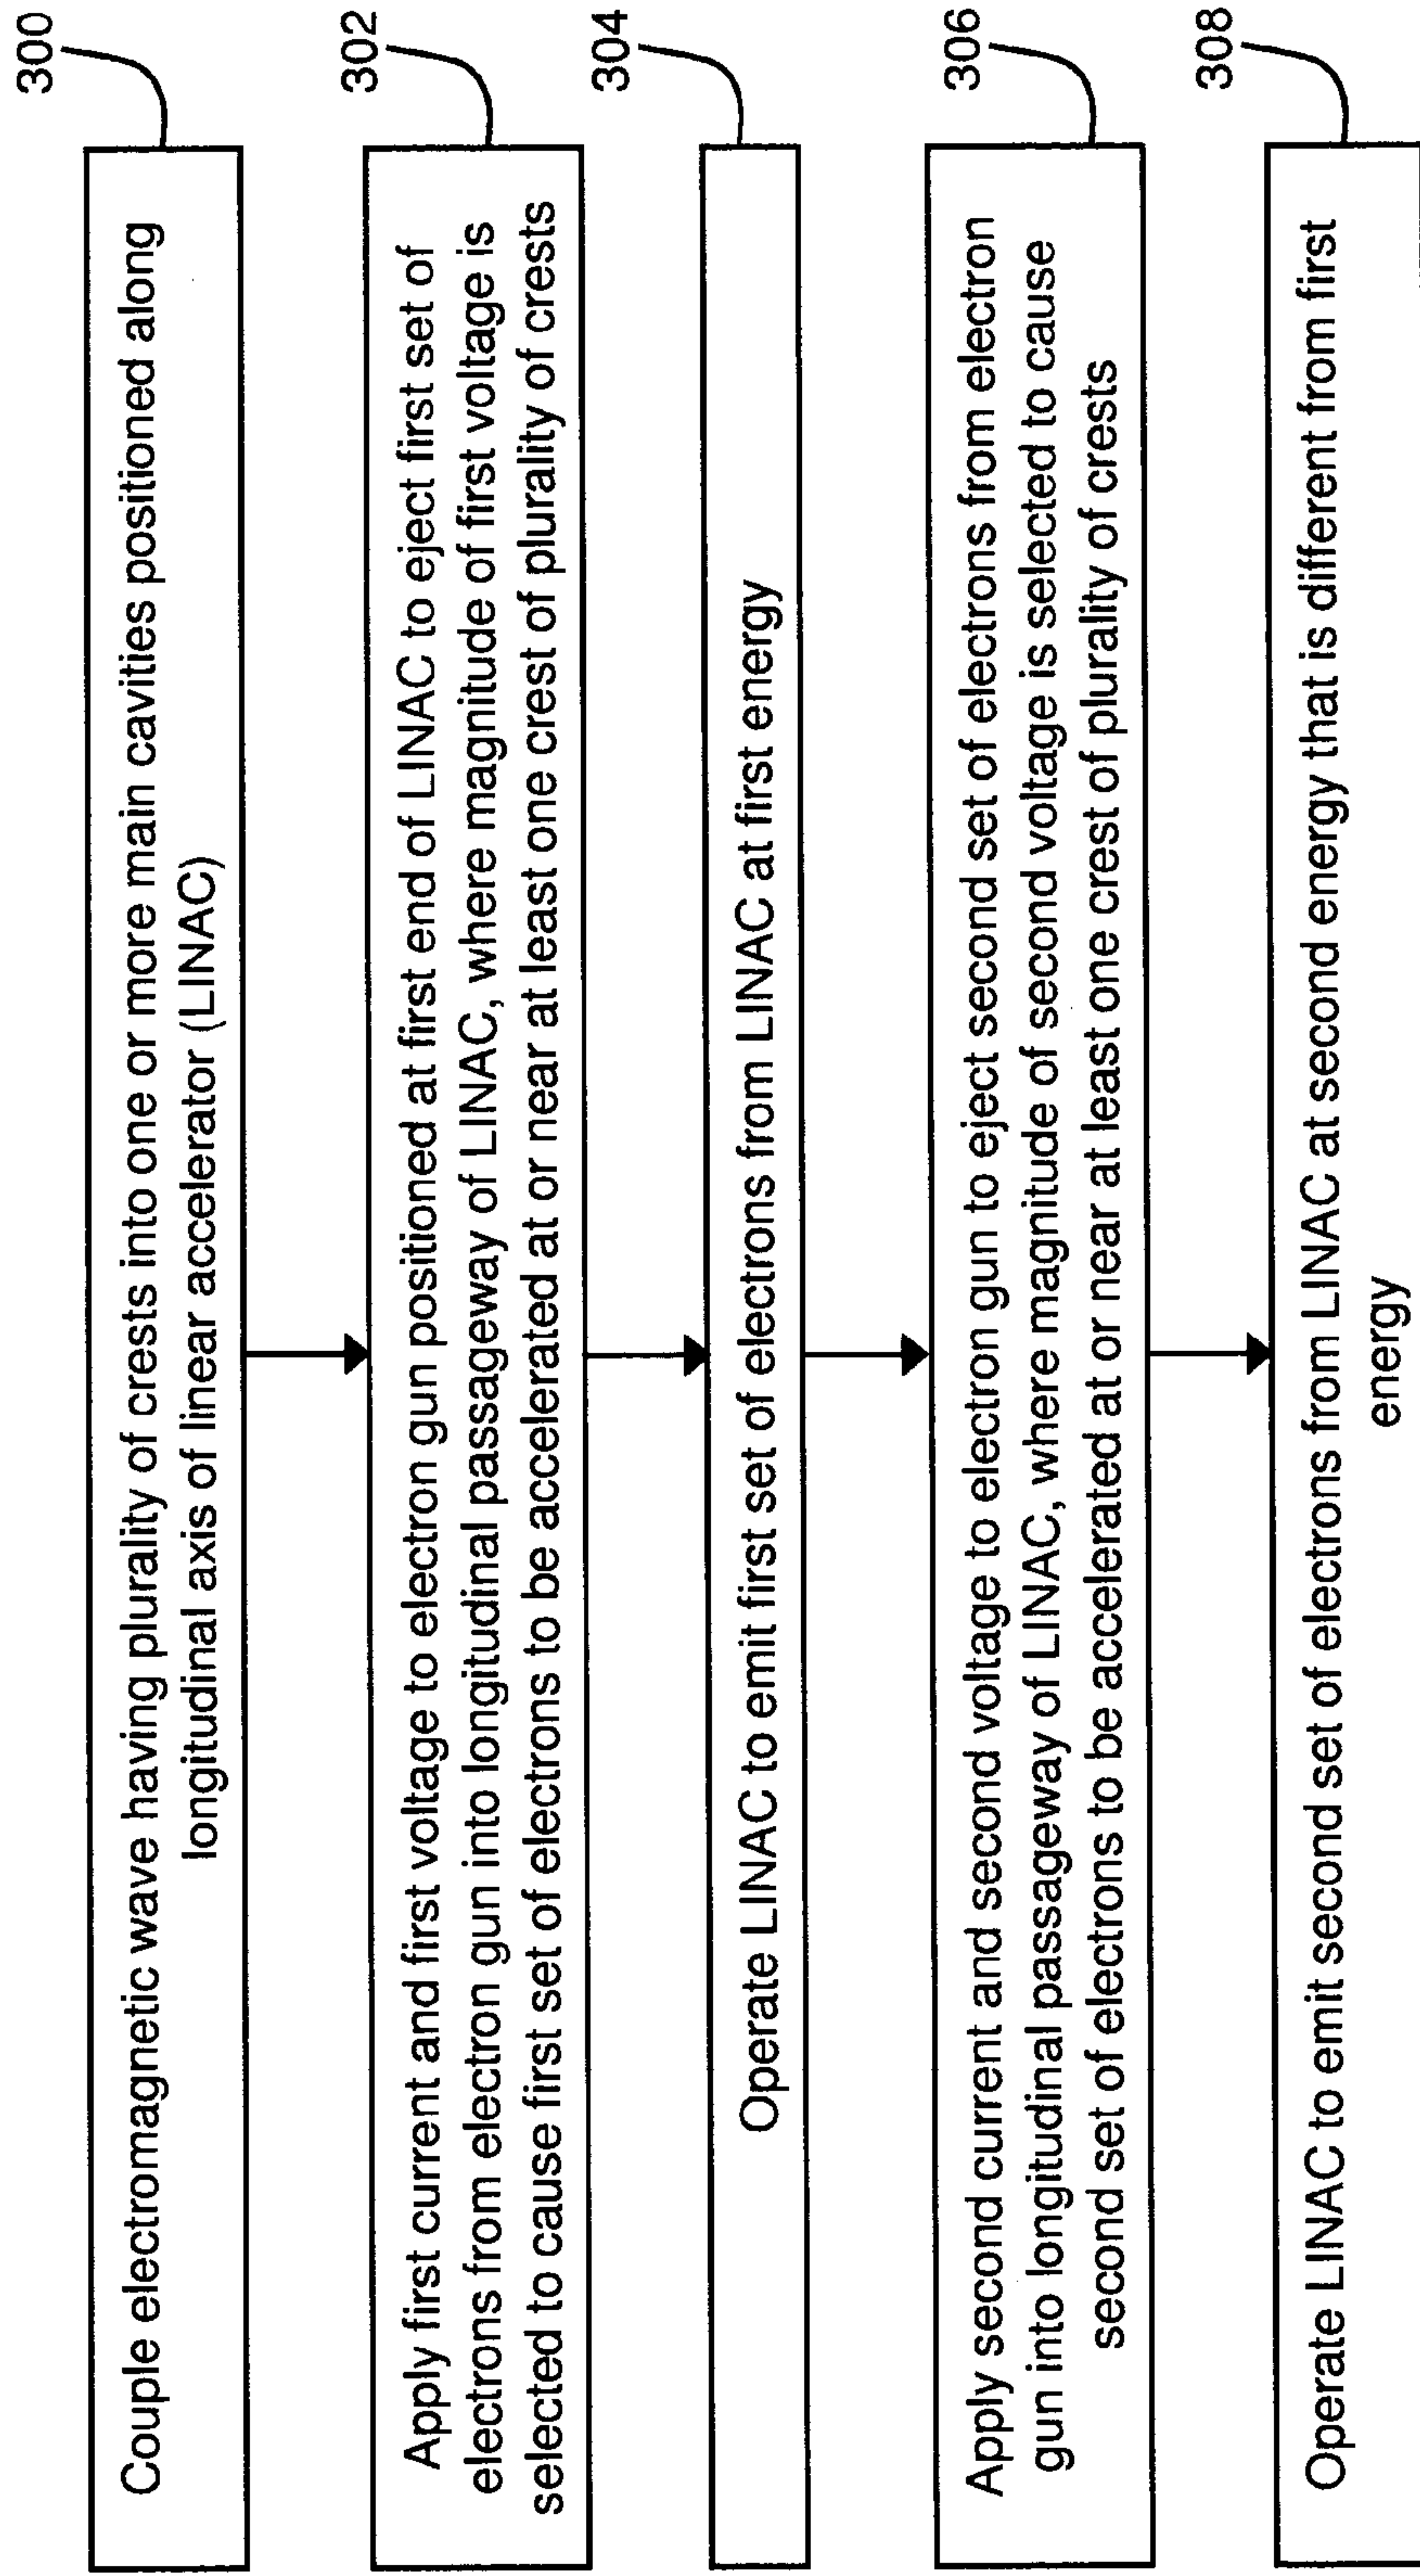 300
Couple electromagnetic wave having plurality of crests into one or more main cavities positioned along
longitudinal axis of linear accelerator (LINAC)
302
Apply first current and first voltage to electron gun positioned at first end of LINAC to eject first set of
electrons from electron gun into longitudinal passageway of LINAC, where magnitude of first voltage is
selected to cause first set of electrons to be accelerated at or near at least one crest of plurality of crests
304
Operate LINAC to emit first set of electrons from LINAC at first energy
306
Apply second current and second voltage to electron gun to eject second set of electrons from electron
gun into longitudinal passageway of LINAC, where magnitude of second voltage is selected to cause
second set of electrons to be accelerated at or near at least one crest of plurality of crests
308
Operate LINAC to emit second set of electrons from LINAC at second energy that is different from first
energy